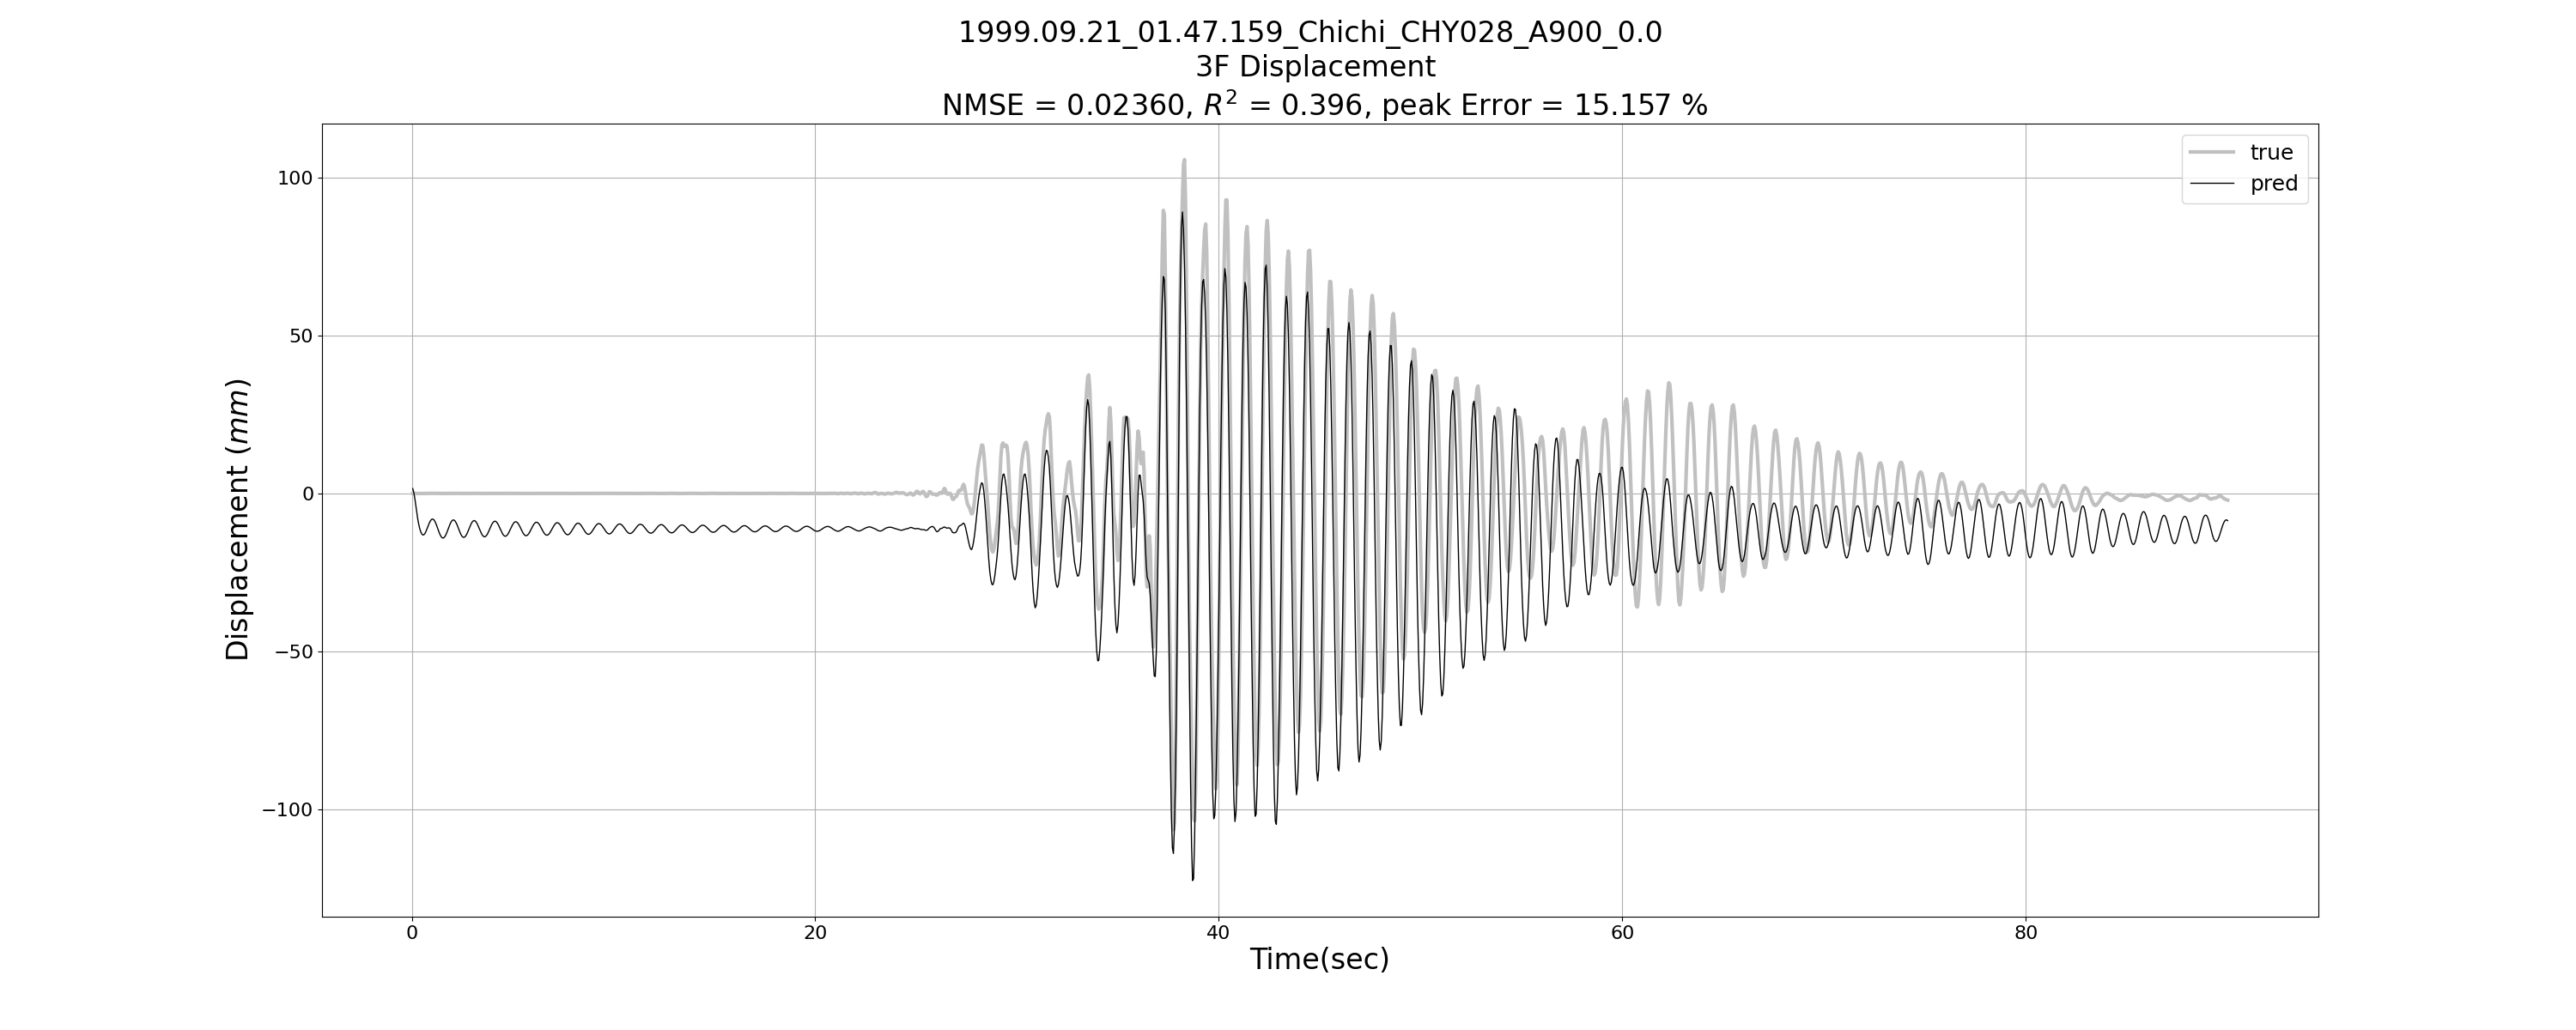 1999.09.21_01.47.159_Chichi_CHY028_A900_0.0
3F Displacement
NMSE = 0.02360, R² = 0.396, peak Error = 15.157 %
true
pred
100
50
0
−50
−100
Displacement (mm)
0
20
40
60
80
Time(sec)